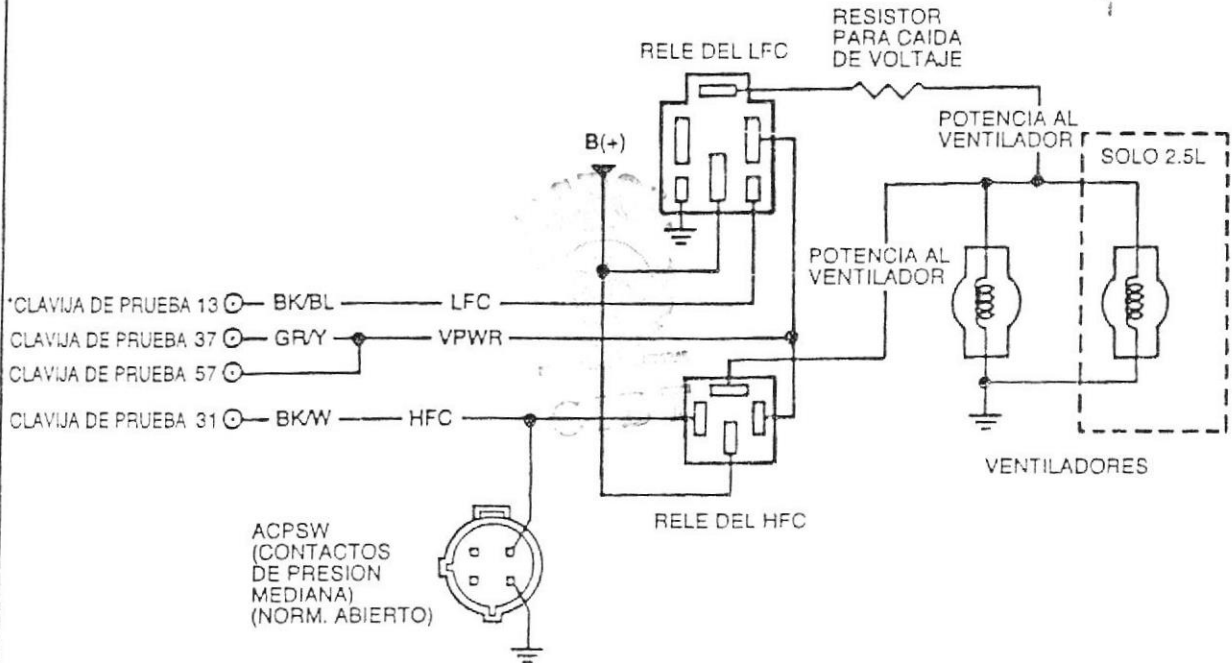 RESISTOR
PARA CAIDA
DE VOLTAJE
RELE DEL LFC
POTENCIA AL
VENTILADOR
SOLO 2.5L
B(+)
POTENCIA AL
VENTILADOR
*CLAVIJA DE PRUEBA 13 BK/BL LFC
CLAVIJA DE PRUEBA 37 GR/Y VPWR
CLAVIJA DE PRUEBA 57
CLAVIJA DE PRUEBA 31 BK/W HFC
VENTILADORES
RELE DEL HFC
ACPSW
(CONTACTOS
DE PRESION
MEDIANA)
(NORM. ABIERTO)